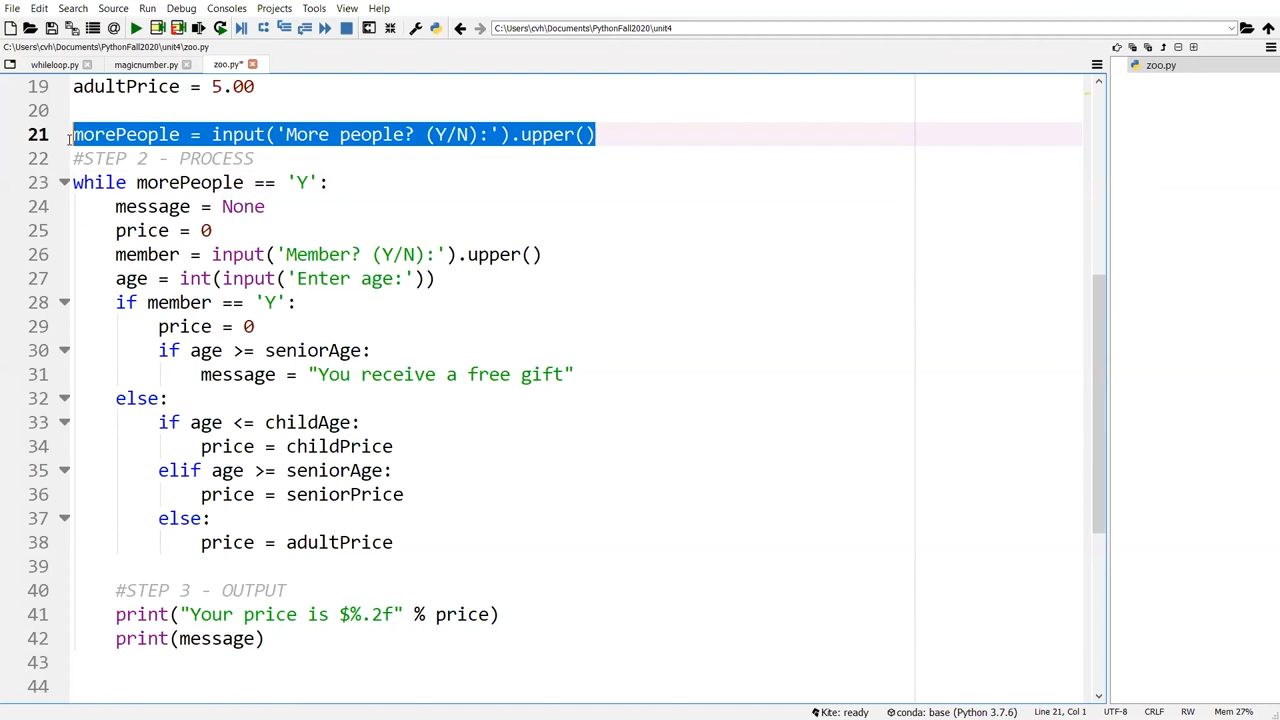 File Edit Search Source Run Debug Consoles Projects Tools View Help
C:\Users\cvh\Documents\PythonFall2020\unit4
C:\Users\cvh\Documents\PythonFall2020\unit4\zoo.py
whileloop.py magicnumber.py zoo.py*
zoo.py
19 adultPrice = 5.00
20
21 morePeople = input('More people? (Y/N):').upper()
22 #STEP 2 - PROCESS
23 while morePeople == 'Y':
24 message = None
25 price = 0
26 member = input('Member? (Y/N):').upper()
27 age = int(input('Enter age:'))
28 if member == 'Y':
29 price = 0
30 if age >= seniorAge:
31 message = "You receive a free gift"
32 else:
33 if age <= childAge:
34 price = childPrice
35 elif age >= seniorAge:
36 price = seniorPrice
37 else:
38 price = adultPrice
39
40 #STEP 3 - OUTPUT
41 print("Your price is $%.2f" % price)
42 print(message)
43
44
Kite: ready conda: base (Python 3.7.6) Line 21, Col 1 UTF-8 CRLF RW Mem 27%